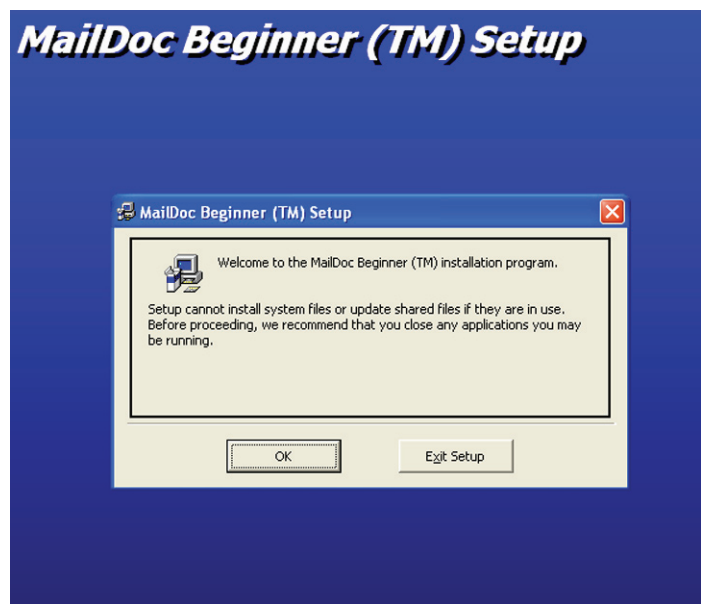 MailDoc Beginner (TM) Setup
MailDoc Beginner (TM) Setup
Welcome to the MailDoc Beginner (TM) installation program.
Setup cannot install system files or update shared files if they are in use.
Before proceeding, we recommend that you close any applications you may
be running.
OK
Exit Setup